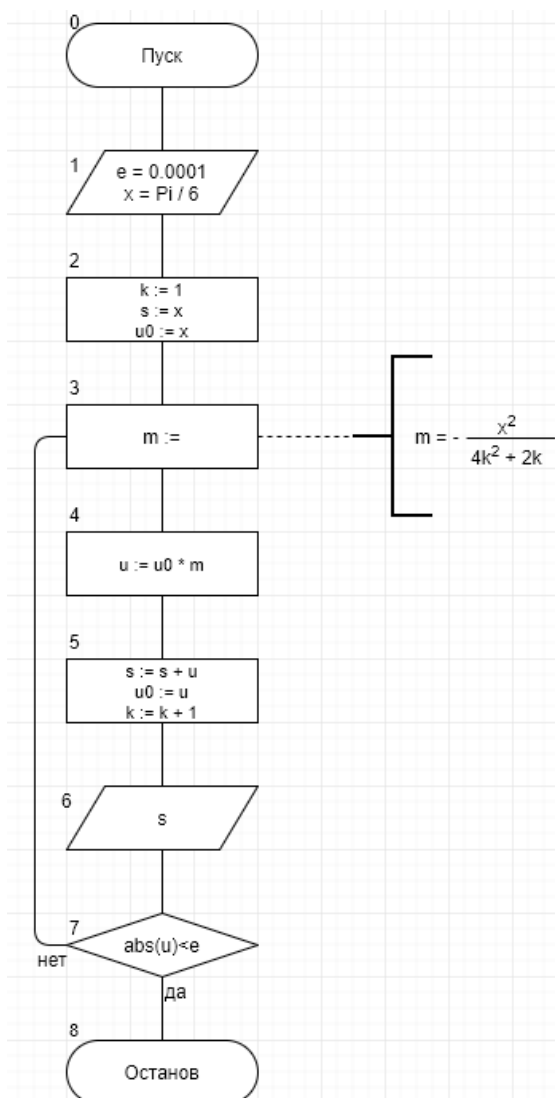 0
Пуск
1
e = 0.0001
x = Pi / 6
2
k := 1
s := x
u0 := x
3
m :=
m = - x² / 4k² + 2k
4
u := u0 * m
5
s := s + u
u0 := u
k := k + 1
6
s
7
abs(u)<e
нет
да
8
Останов